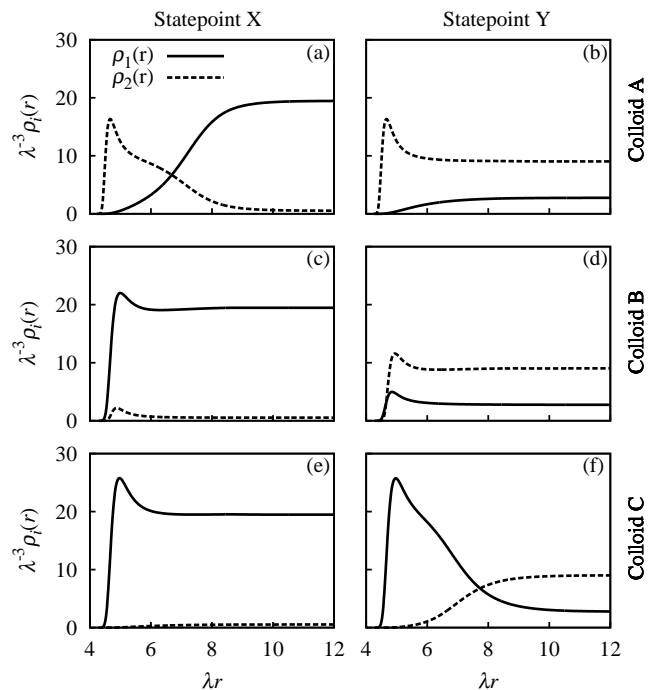 Statepoint X
Statepoint Y
30
20
10
0
λ⁻³ρᵢ(r)
ρ₁(r)
ρ₂(r)
(a)
(b)
Colloid A
30
20
10
0
λ⁻³ρᵢ(r)
(c)
(d)
Colloid B
30
20
10
0
λ⁻³ρᵢ(r)
(e)
(f)
Colloid C
4 6 8 10 12
4 6 8 10 12
λr
λr